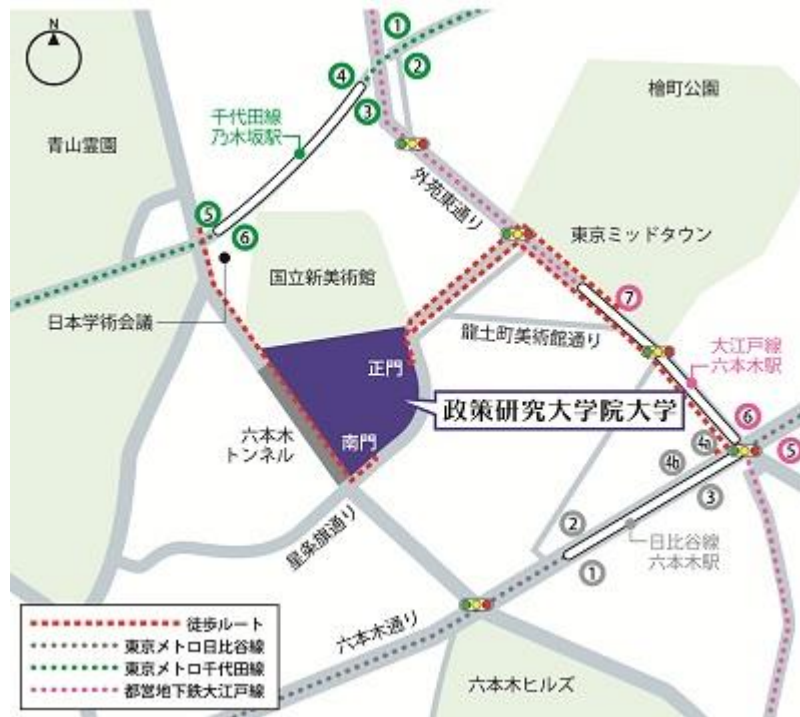 N
①
②
④
③
檜町公園
千代田線
乃木坂駅
青山霊園
外苑東通り
⑤
⑥
東京ミッドタウン
国立新美術館
⑦
日本学術会議
龍土町美術館通り
大江戸線
六本木駅
正門
政策研究大学院大学
⑥
六本木
トンネル
南門
4a
⑤
4b
③
星条旗通り
②
日比谷線
六本木駅
①
六本木通り
徒歩ルート
東京メトロ日比谷線
東京メトロ千代田線
都営地下鉄大江戸線
六本木ヒルズ